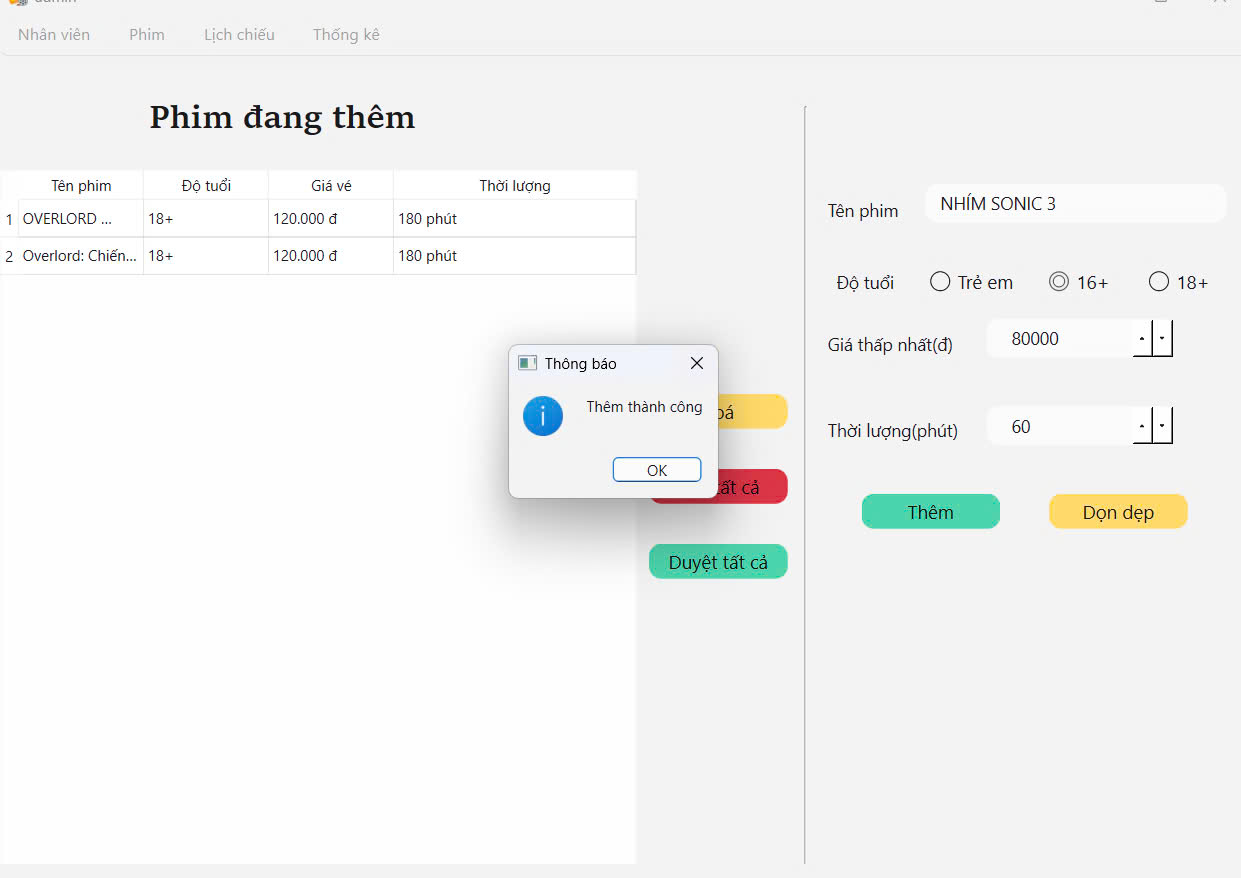 Nhân viên Phim Lịch chiếu Thống kê
Phim đang thêm
Tên phim Độ tuổi Giá vé Thời lượng
1 OVERLORD ... 18+ 120.000 đ 180 phút
2 Overlord: Chiến... 18+ 120.000 đ 180 phút
Thông báo
Thêm thành công
OK
tất cả
Duyệt tất cả
Tên phim NHÍM SONIC 3
Độ tuổi Trẻ em 16+ 18+
Giá thấp nhất(đ) 80000
Thời lượng(phút) 60
Thêm Dọn dẹp